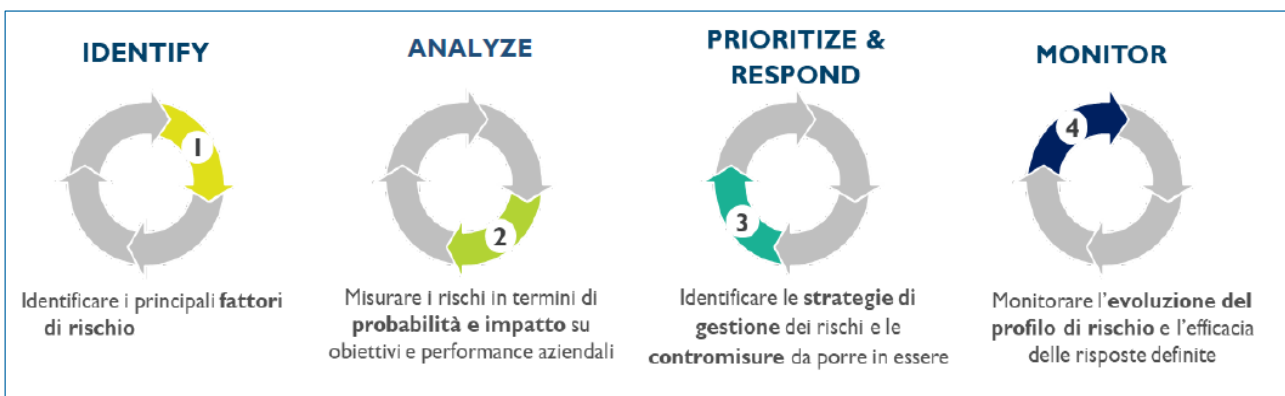 IDENTIFY
1
Identificare i principali fattori
di rischio
ANALYZE
2
Misurare i rischi in termini di
probabilità e impatto su
obiettivi e performance aziendali
PRIORITIZE &
RESPOND
3
Identificare le strategie di
gestione dei rischi e le
contromisure da porre in essere
MONITOR
4
Monitorare l'evoluzione del
profilo di rischio e l'efficacia
delle risposte definite